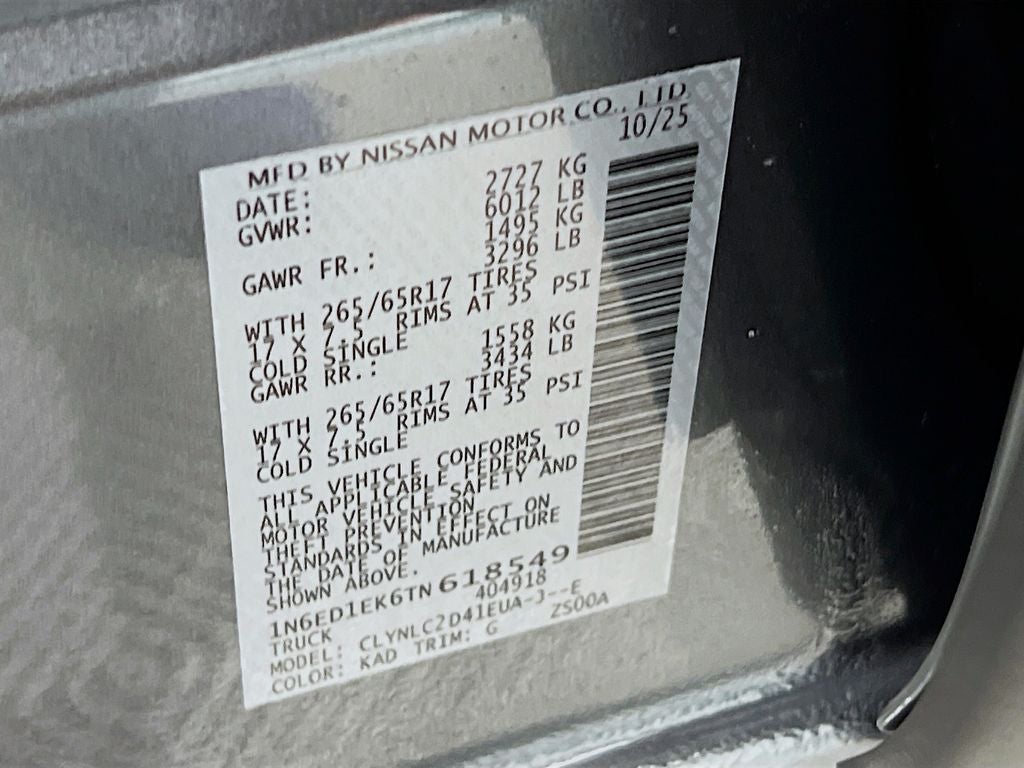 MFD BY NISSAN MOTOR CO., LTD.
DATE: 10/25
GVWR: 2727 KG
6012 LB
GAWR FR.: 1495 KG
3296 LB
WITH 265/65R17 TIRES
17 X 7.5 RIMS AT 35 PSI
COLD SINGLE
GAWR RR.: 1558 KG
3434 LB
WITH 265/65R17 TIRES
17 X 7.5 RIMS AT 35 PSI
COLD SINGLE
THIS VEHICLE CONFORMS TO
ALL APPLICABLE FEDERAL
MOTOR VEHICLE SAFETY AND
THEFT PREVENTION
STANDARDS IN EFFECT ON
THE DATE OF MANUFACTURE
SHOWN ABOVE.
1N6ED1EK6TN618549
TRUCK 404918
MODEL: CLYNLC2D41EUA-J--E
COLOR: KAD TRIM: G ZS00A